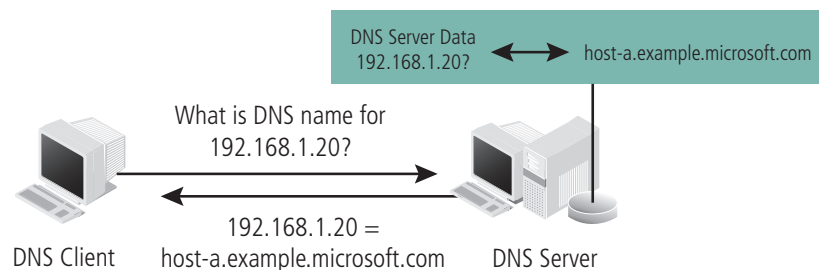 DNS Server Data
192.168.1.20?
host-a.example.microsoft.com
What is DNS name for
192.168.1.20?
192.168.1.20 =
host-a.example.microsoft.com
DNS Client
DNS Server